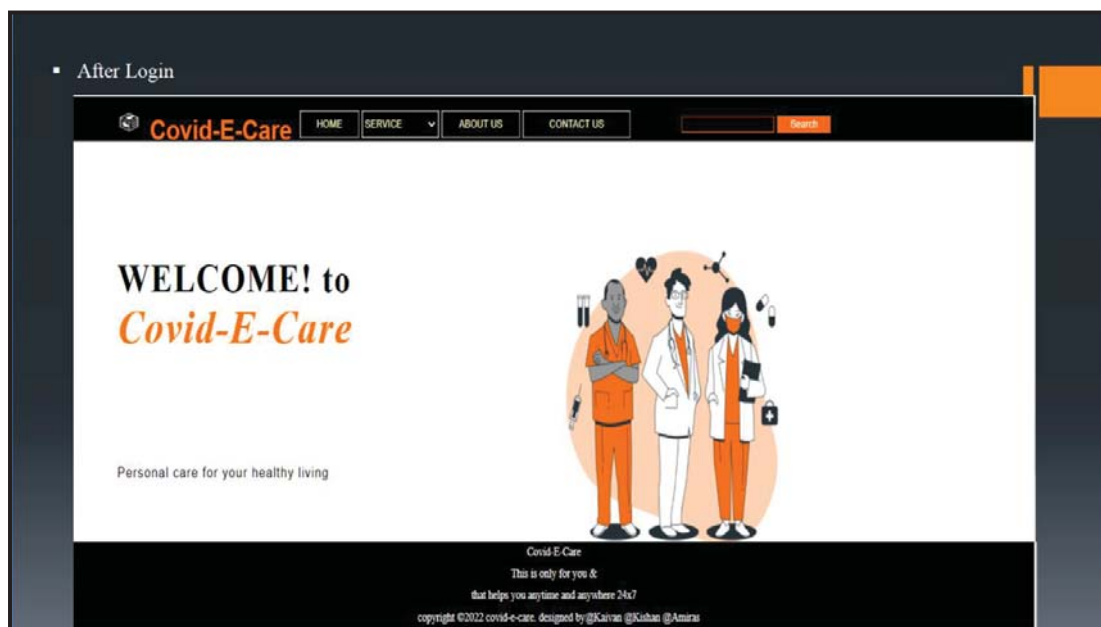 After Login
Covid-E-Care HOME SERVICE ABOUT US CONTACT US Search
WELCOME! to
Covid-E-Care
Personal care for your healthy living
Covid-E-Care
This is only for you &
that helps you anytime and anywhere 24x7
copyright ©2022 covid-e-care. designed by@Kaivan @Kishan @Amiras